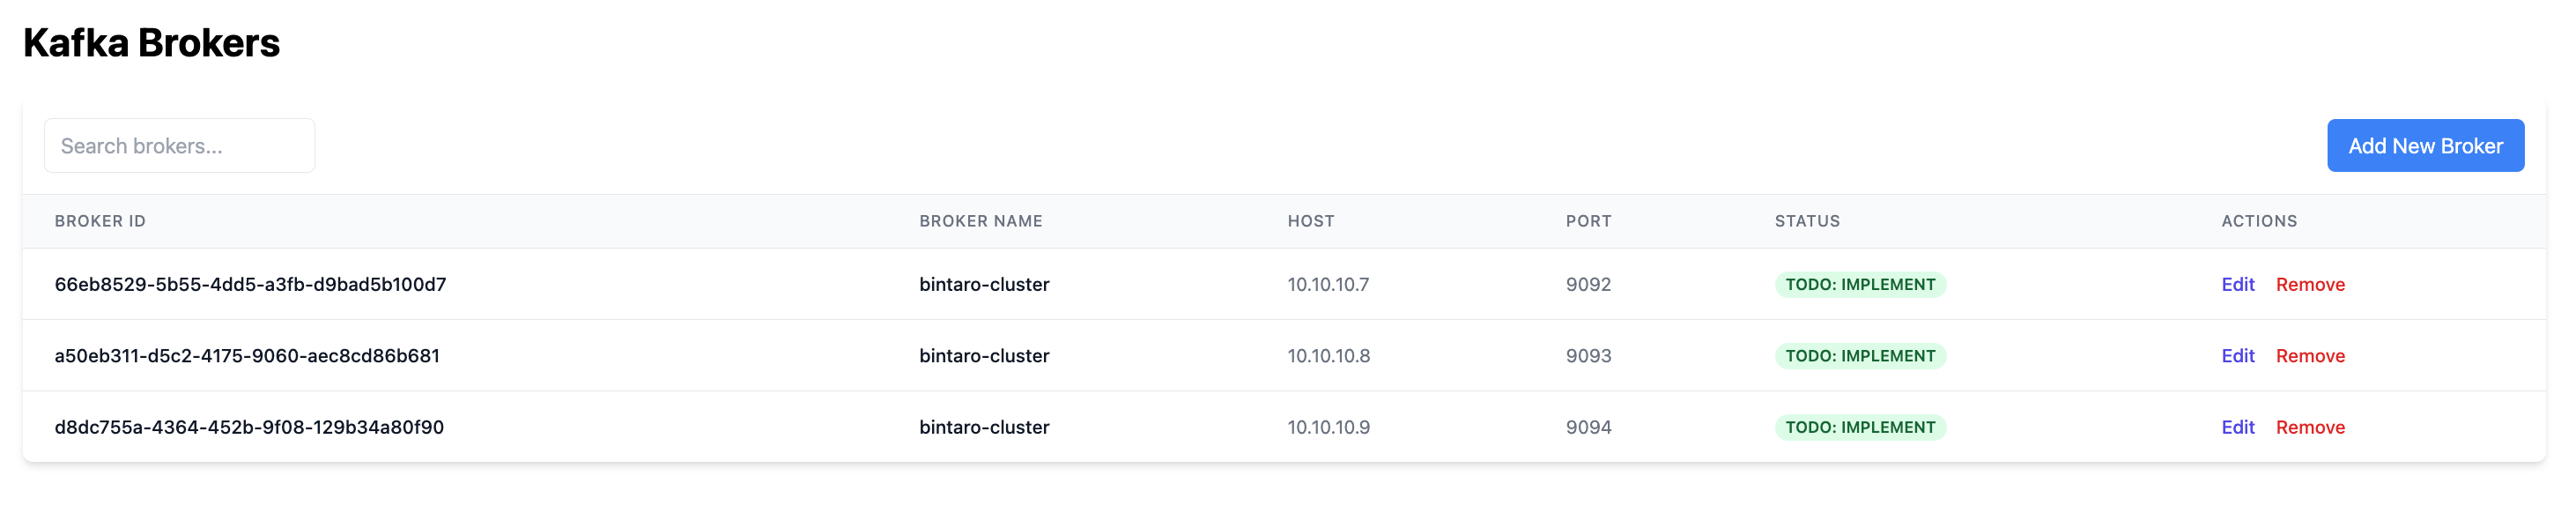 Kafka Brokers
Search brokers...
Add New Broker
BROKER ID BROKER NAME HOST PORT STATUS ACTIONS
66eb8529-5b55-4dd5-a3fb-d9bad5b100d7 bintaro-cluster 10.10.10.7 9092 TODO: IMPLEMENT Edit Remove
a50eb311-d5c2-4175-9060-aec8cd86b681 bintaro-cluster 10.10.10.8 9093 TODO: IMPLEMENT Edit Remove
d8dc755a-4364-452b-9f08-129b34a80f90 bintaro-cluster 10.10.10.9 9094 TODO: IMPLEMENT Edit Remove